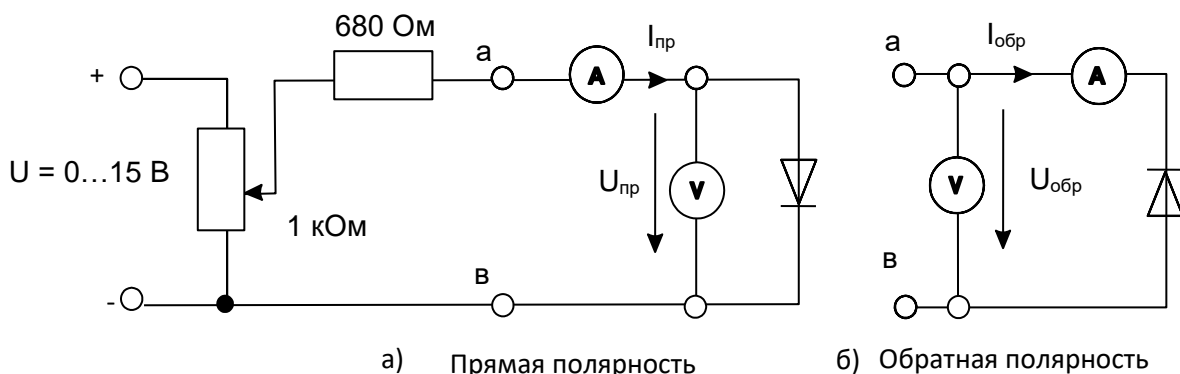 680 Ом
a
Iпр
A
+
U = 0...15 В
1 кОм
Uпр
V
-
в
a
Iобр
A
V
Uобр
в
а) Прямая полярность
б) Обратная полярность